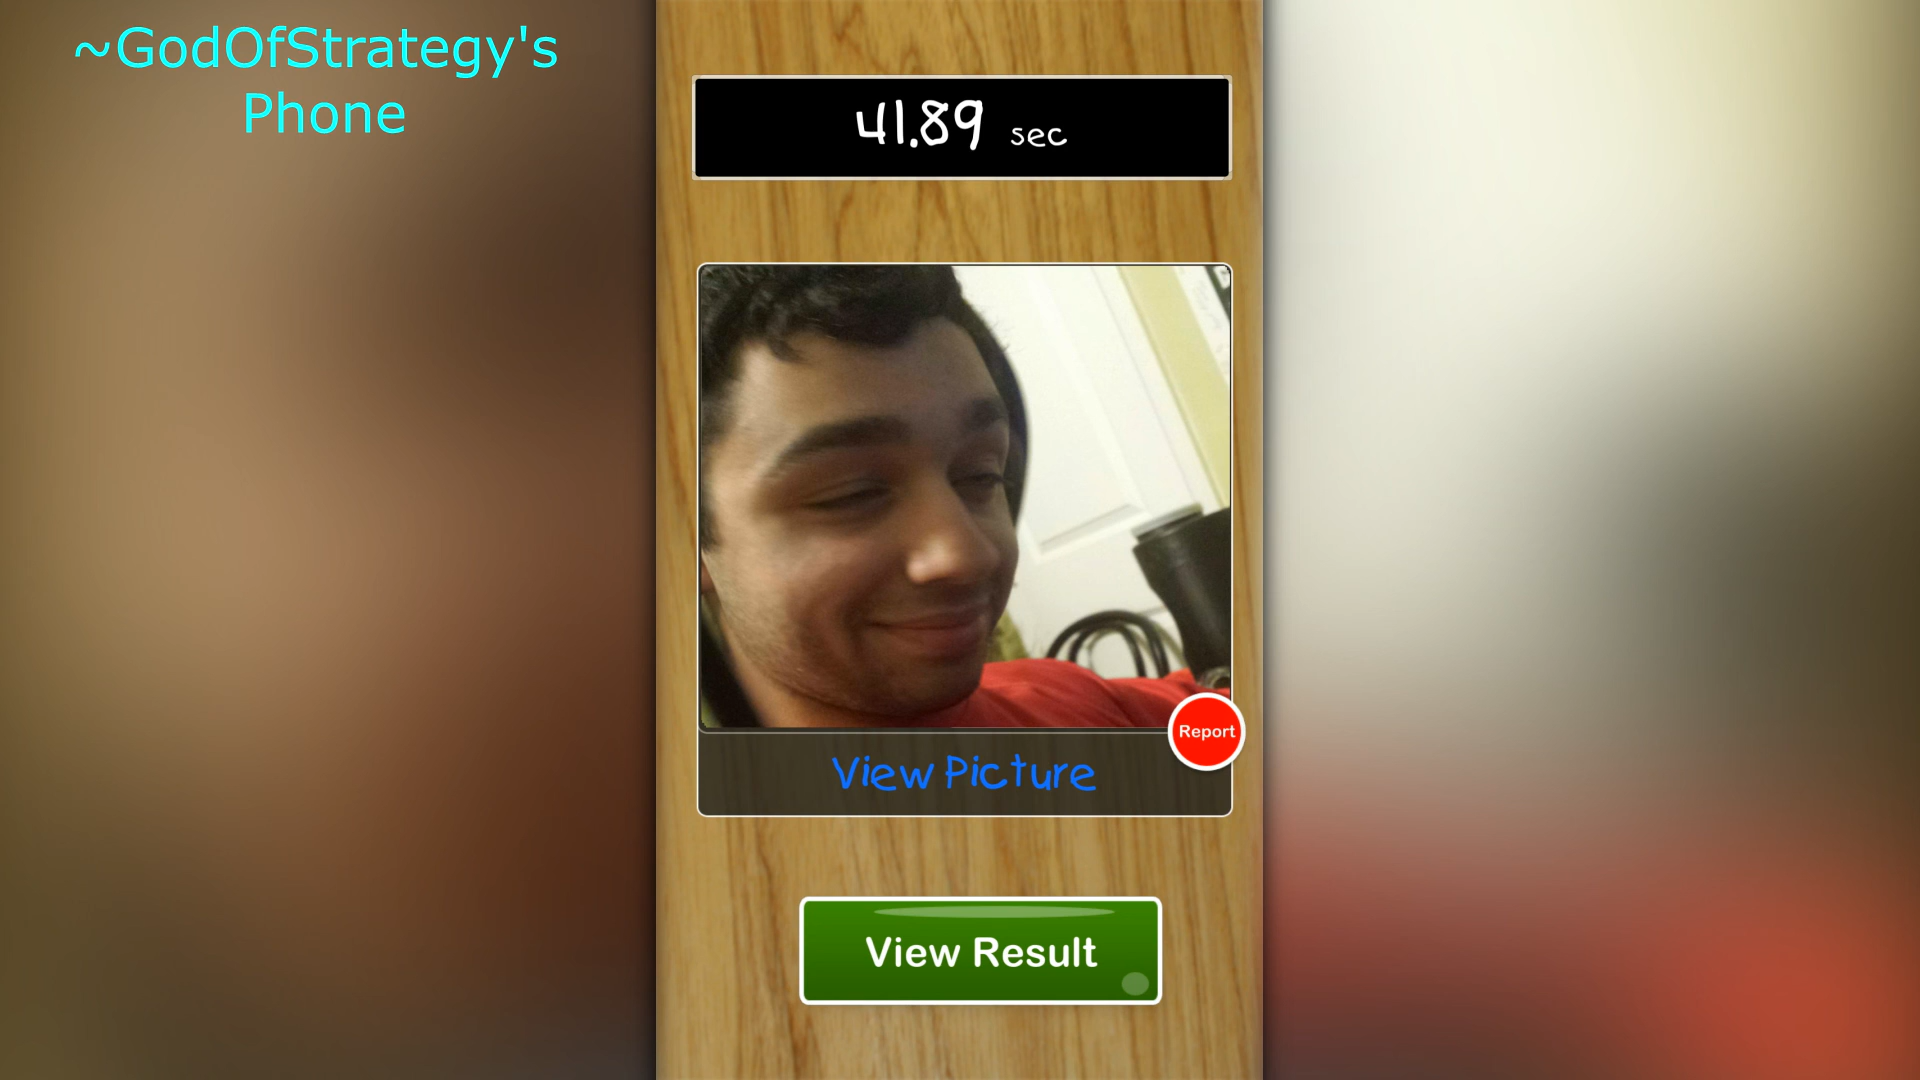 ~GodOfStrategy's
Phone
41.89 sec
Report
View Picture
View Result